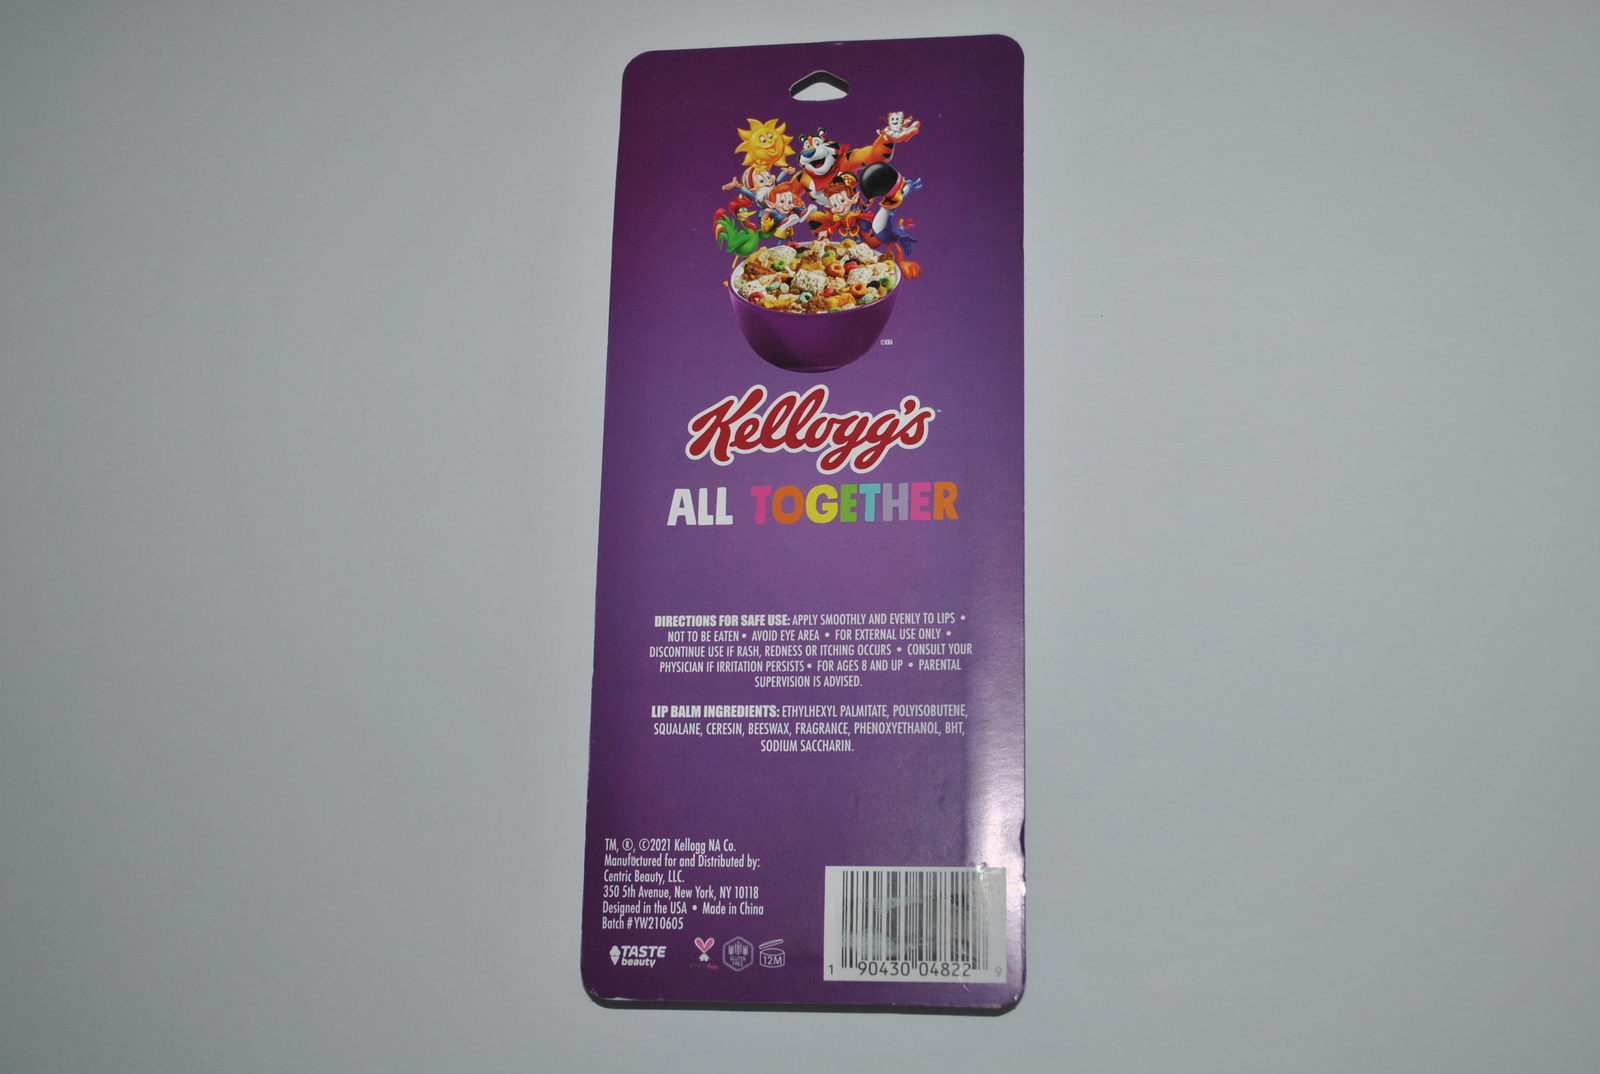 Kellogg's™
ALL TOGETHER
DIRECTIONS FOR SAFE USE: APPLY SMOOTHLY AND EVENLY TO LIPS •
NOT TO BE EATEN • AVOID EYE AREA • FOR EXTERNAL USE ONLY •
DISCONTINUE USE IF RASH, REDNESS OR ITCHING OCCURS • CONSULT YOUR
PHYSICIAN IF IRRITATION PERSISTS • FOR AGES 8 AND UP • PARENTAL
SUPERVISION IS ADVISED.
LIP BALM INGREDIENTS: ETHYLHEXYL PALMITATE, POLYISOBUTENE,
SQUALANE, CERESIN, BEESWAX, FRAGRANCE, PHENOXYETHANOL, BHT,
SODIUM SACCHARIN.
TM, ®, ©2021 Kellogg NA Co.
Manufactured for and Distributed by:
Centric Beauty, LLC.
350 5th Avenue, New York, NY 10118
Designed in the USA • Made in China
Batch #YW210605
TASTE
beauty
GLUTEN
FREE
12M
1 90430 04822 9